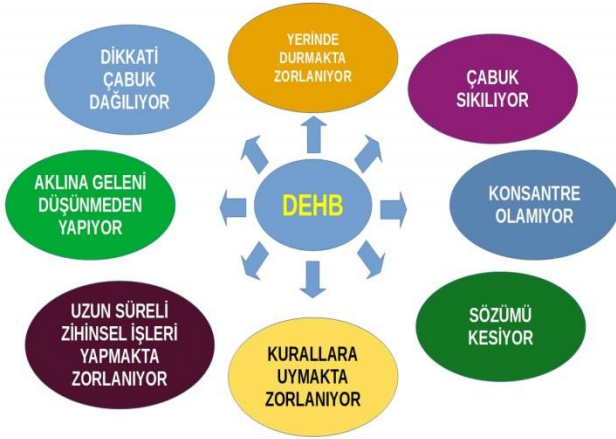 DİKKATİ
ÇABUK
DAĞILIYOR
YERİNDE
DURMAKTA
ZORLANIYOR
ÇABUK
SIKILIYOR
AKLINA GELENİ
DÜŞÜNMEDEN
YAPIYOR
DEHB
KONSANTRE
OLAMIYOR
UZUN SÜRELİ
ZİHİNSEL İŞLERİ
YAPMAKTA
ZORLANIYOR
KURALLARA
UYMAKTA
ZORLANIYOR
SÖZÜMÜ
KESİYOR